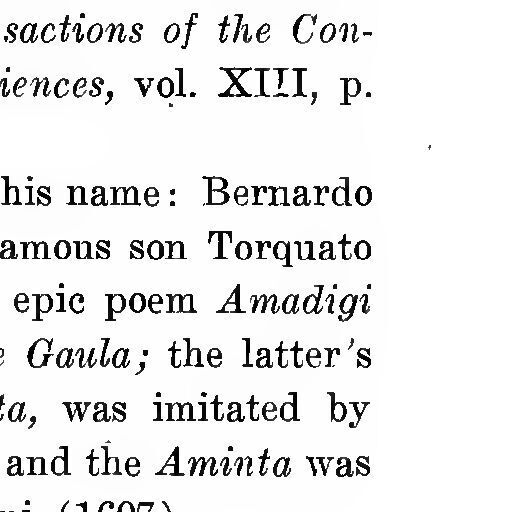 sactions of the Con-
iences, vol. XIII, p.
his name: Bernardo
amous son Torquato
epic poem Amadigi
e Gaula; the latter's
ta, was imitated by
and the Aminta was
(1607)